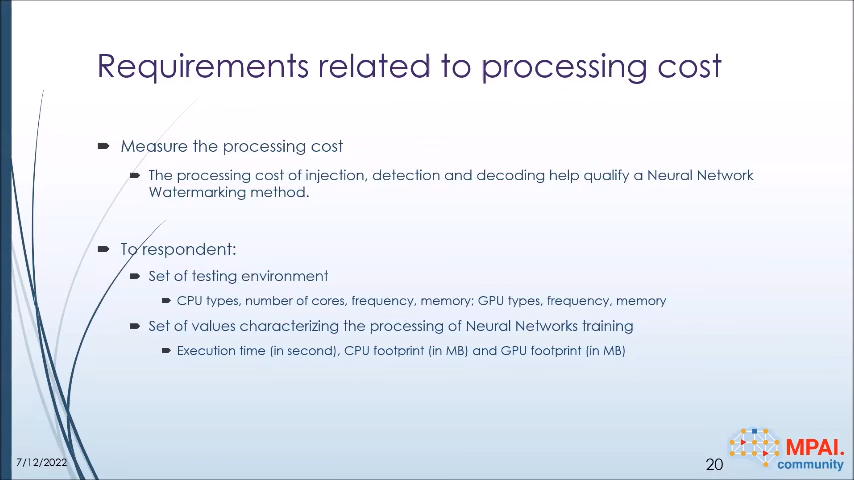 Requirements related to processing cost
Measure the processing cost
The processing cost of injection, detection and decoding help qualify a Neural Network
Watermarking method.
To respondent:
Set of testing environment
CPU types, number of cores, frequency, memory; GPU types, frequency, memory
Set of values characterizing the processing of Neural Networks training
Execution time (in second), CPU footprint (in MB) and GPU footprint (in MB)
7/12/2022
20
MPAI.
community